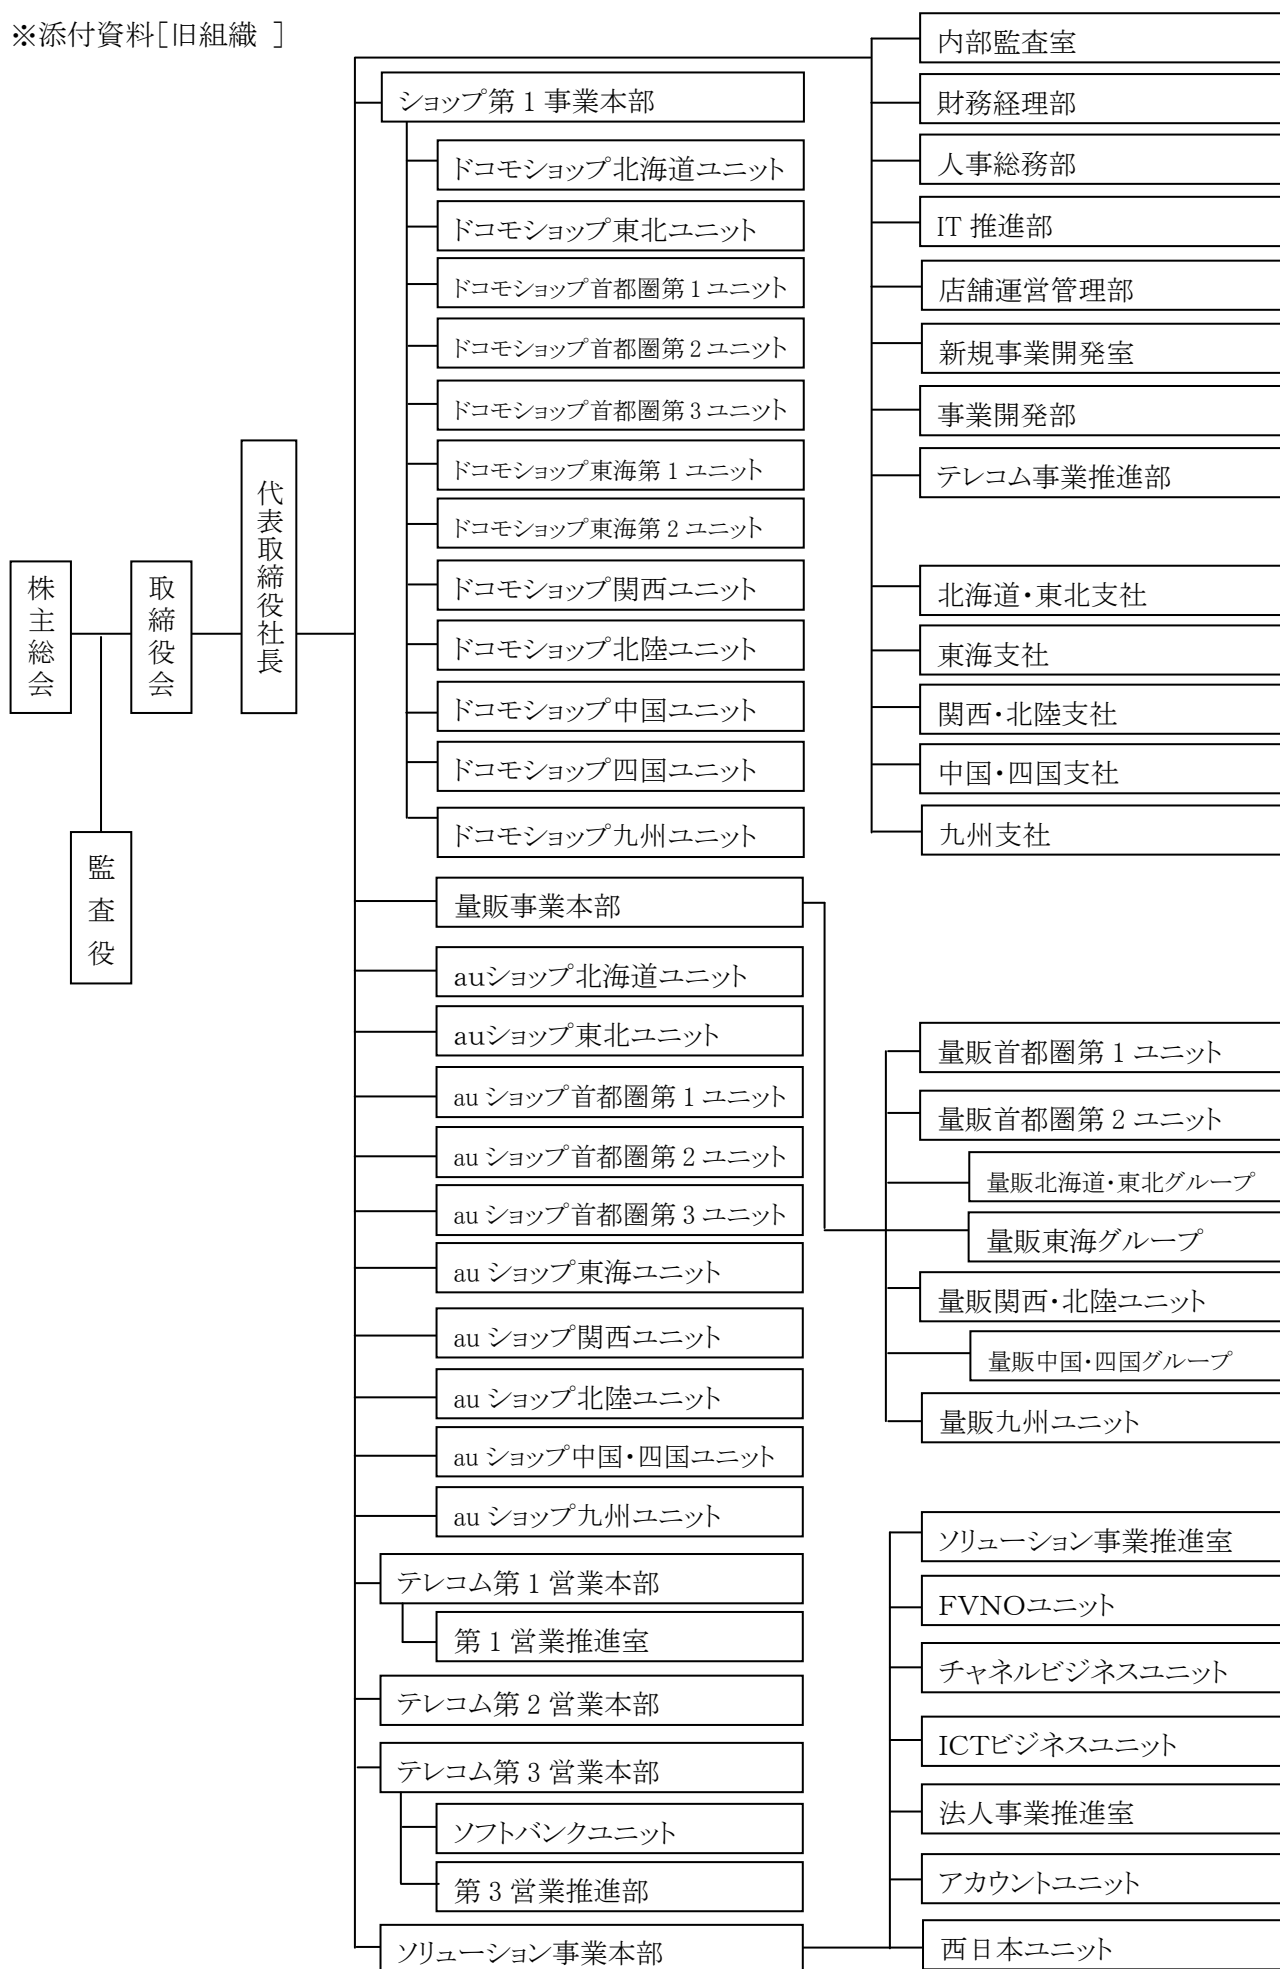 ※添付資料[旧組織 ]
株主総会
監査役
取締役会
代表取締役社長
ショップ第1事業本部
ドコモショップ北海道ユニット
ドコモショップ東北ユニット
ドコモショップ首都圏第1ユニット
ドコモショップ首都圏第2ユニット
ドコモショップ首都圏第3ユニット
ドコモショップ東海第1ユニット
ドコモショップ東海第2ユニット
ドコモショップ関西ユニット
ドコモショップ北陸ユニット
ドコモショップ中国ユニット
ドコモショップ四国ユニット
ドコモショップ九州ユニット
量販事業本部
auショップ北海道ユニット
auショップ東北ユニット
au ショップ首都圏第1ユニット
au ショップ首都圏第2ユニット
au ショップ首都圏第3ユニット
au ショップ東海ユニット
au ショップ関西ユニット
au ショップ北陸ユニット
au ショップ中国・四国ユニット
au ショップ九州ユニット
テレコム第1営業本部
第1営業推進室
テレコム第2営業本部
テレコム第3営業本部
ソフトバンクユニット
第3営業推進部
ソリューション事業本部
内部監査室
財務経理部
人事総務部
IT 推進部
店舗運営管理部
新規事業開発室
事業開発部
テレコム事業推進部
北海道・東北支社
東海支社
関西・北陸支社
中国・四国支社
九州支社
量販首都圏第1ユニット
量販首都圏第2ユニット
量販北海道・東北グループ
量販東海グループ
量販関西・北陸ユニット
量販中国・四国グループ
量販九州ユニット
ソリューション事業推進室
FVNOユニット
チャネルビジネスユニット
ICTビジネスユニット
法人事業推進室
アカウントユニット
西日本ユニット